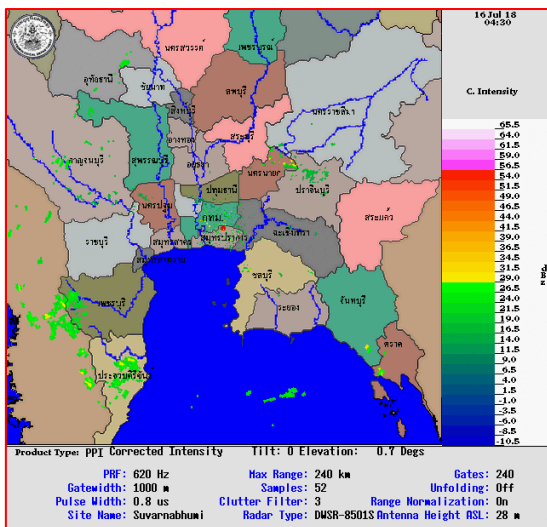 16Jul 18
04:30
C. Intensity
นครสวรรค์
เพชรบูรณ์
อุทัยธานี
ชัยนาท
ลพบุรี
สิงห์บุรี
นครราชสีมา
อ่างทอง
สระบุรี
กาญจนบุรี
สุพรรณบุรี
อยุธยา
นครนายก
ปราจีนบุรี
ปทุมธานี
นครปฐม
กทม.
สระแก้ว
ราชบุรี
สมุทรสาคร
สมุทรปราการ
ฉะเชิงเทรา
สมุทรสงคราม
ชลบุรี
เพชรบุรี
ระยอง
จันทบุรี
ตราด
ประจวบคีรีขันธ์
65.5
64.0
61.5
59.0
56.5
54.0
51.5
49.0
46.5
44.0
41.5
39.0
36.5
34.0
31.5
29.0
26.5
24.0
21.5
19.0
16.5
14.0
11.5
9.0
6.5
4.0
1.5
-1.0
-3.5
-6.0
-8.5
-10.5
Product Type: PPI Corrected Intensity Tilt: 0 Elevation: 0.7 Degs
PRF: 620 Hz Max Range: 240 km Gates: 240
Gatewidth: 1000 m Samples: 52 Unfolding: Off
Pulse Width: 0.8 us Clutter Filter: 3 Range Normalization: On
Site Name: Suvarnabhumi Radar Type: DWSR-8501S Antenna Height ASL: 28 m